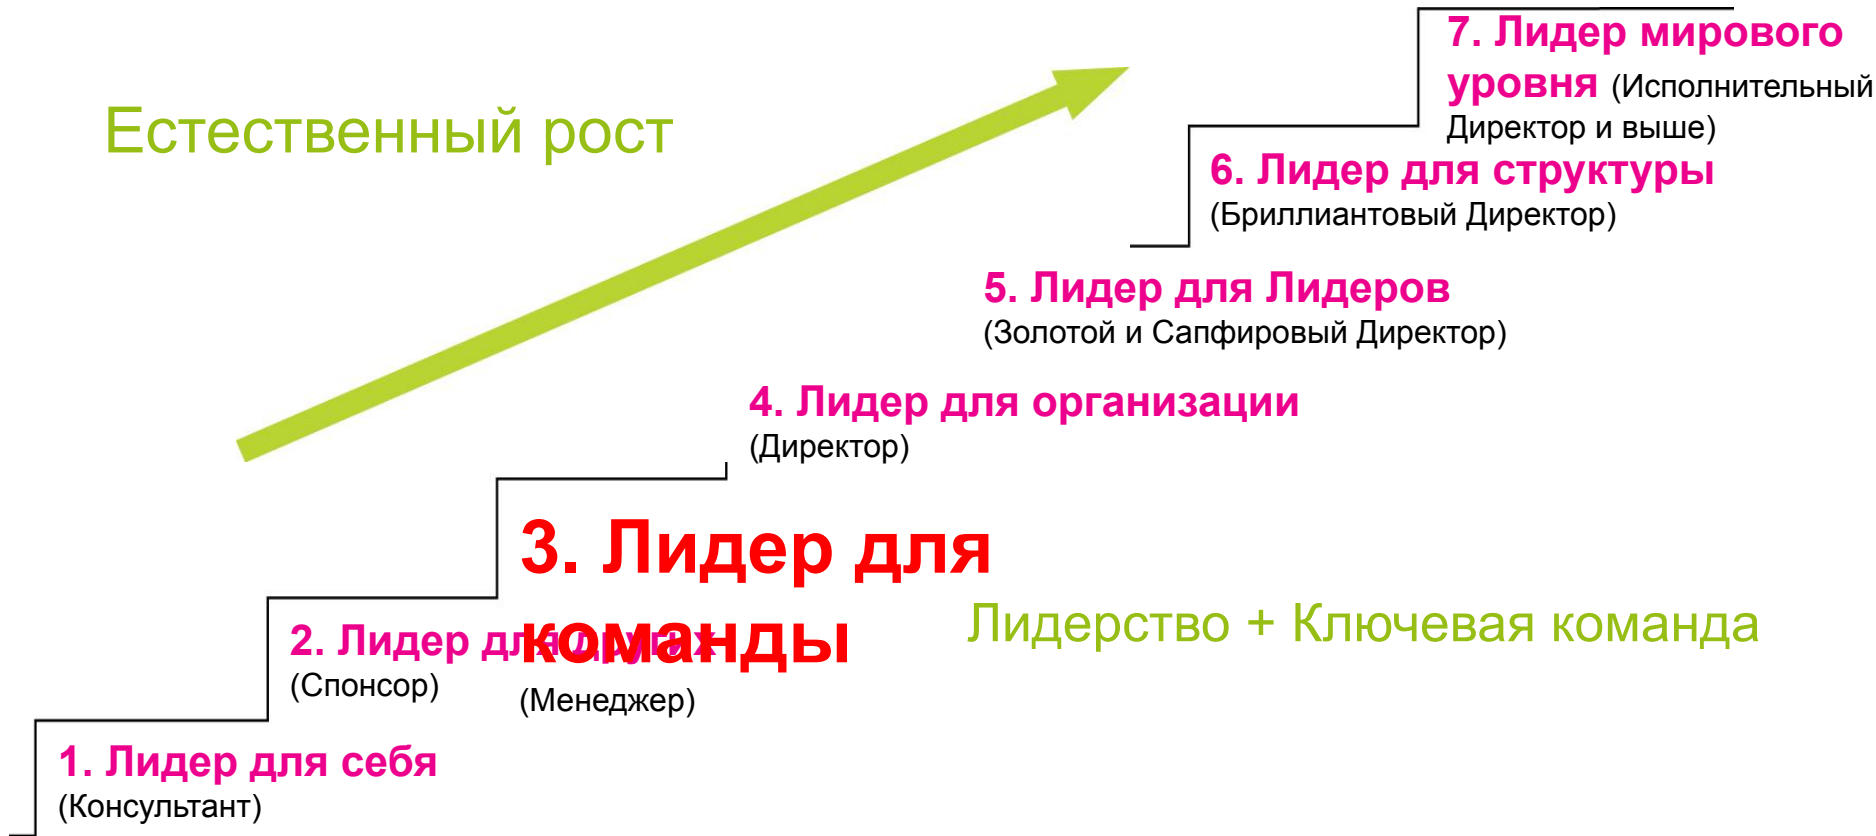 7. Лидер мирового
уровня (Исполнительный
Директор и выше)
Естественный рост
6. Лидер для структуры
(Бриллиантовый Директор)
5. Лидер для Лидеров
(Золотой и Сапфировый Директор)
4. Лидер для организации
(Директор)
3. Лидер для
команды
(Менеджер)
Лидерство + Ключевая команда
2. Лидер для других
(Спонсор)
1. Лидер для себя
(Консультант)